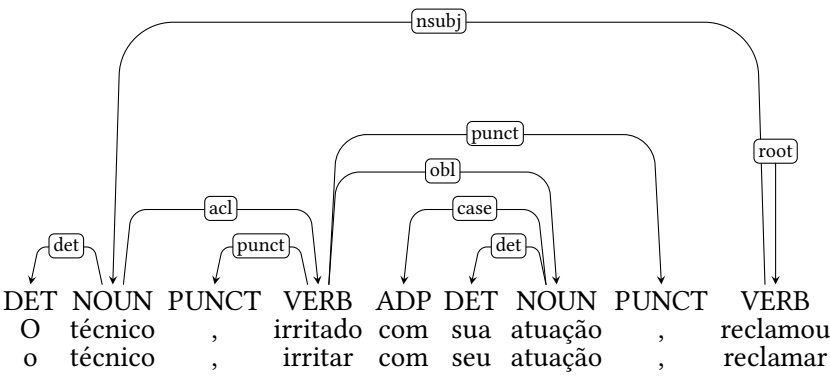 nsubj
punct
root
obl
acl case
det punct det
DET NOUN PUNCT VERB ADP DET NOUN PUNCT VERB
O técnico , irritado com sua atuação , reclamou
o técnico , irritar com seu atuação , reclamar